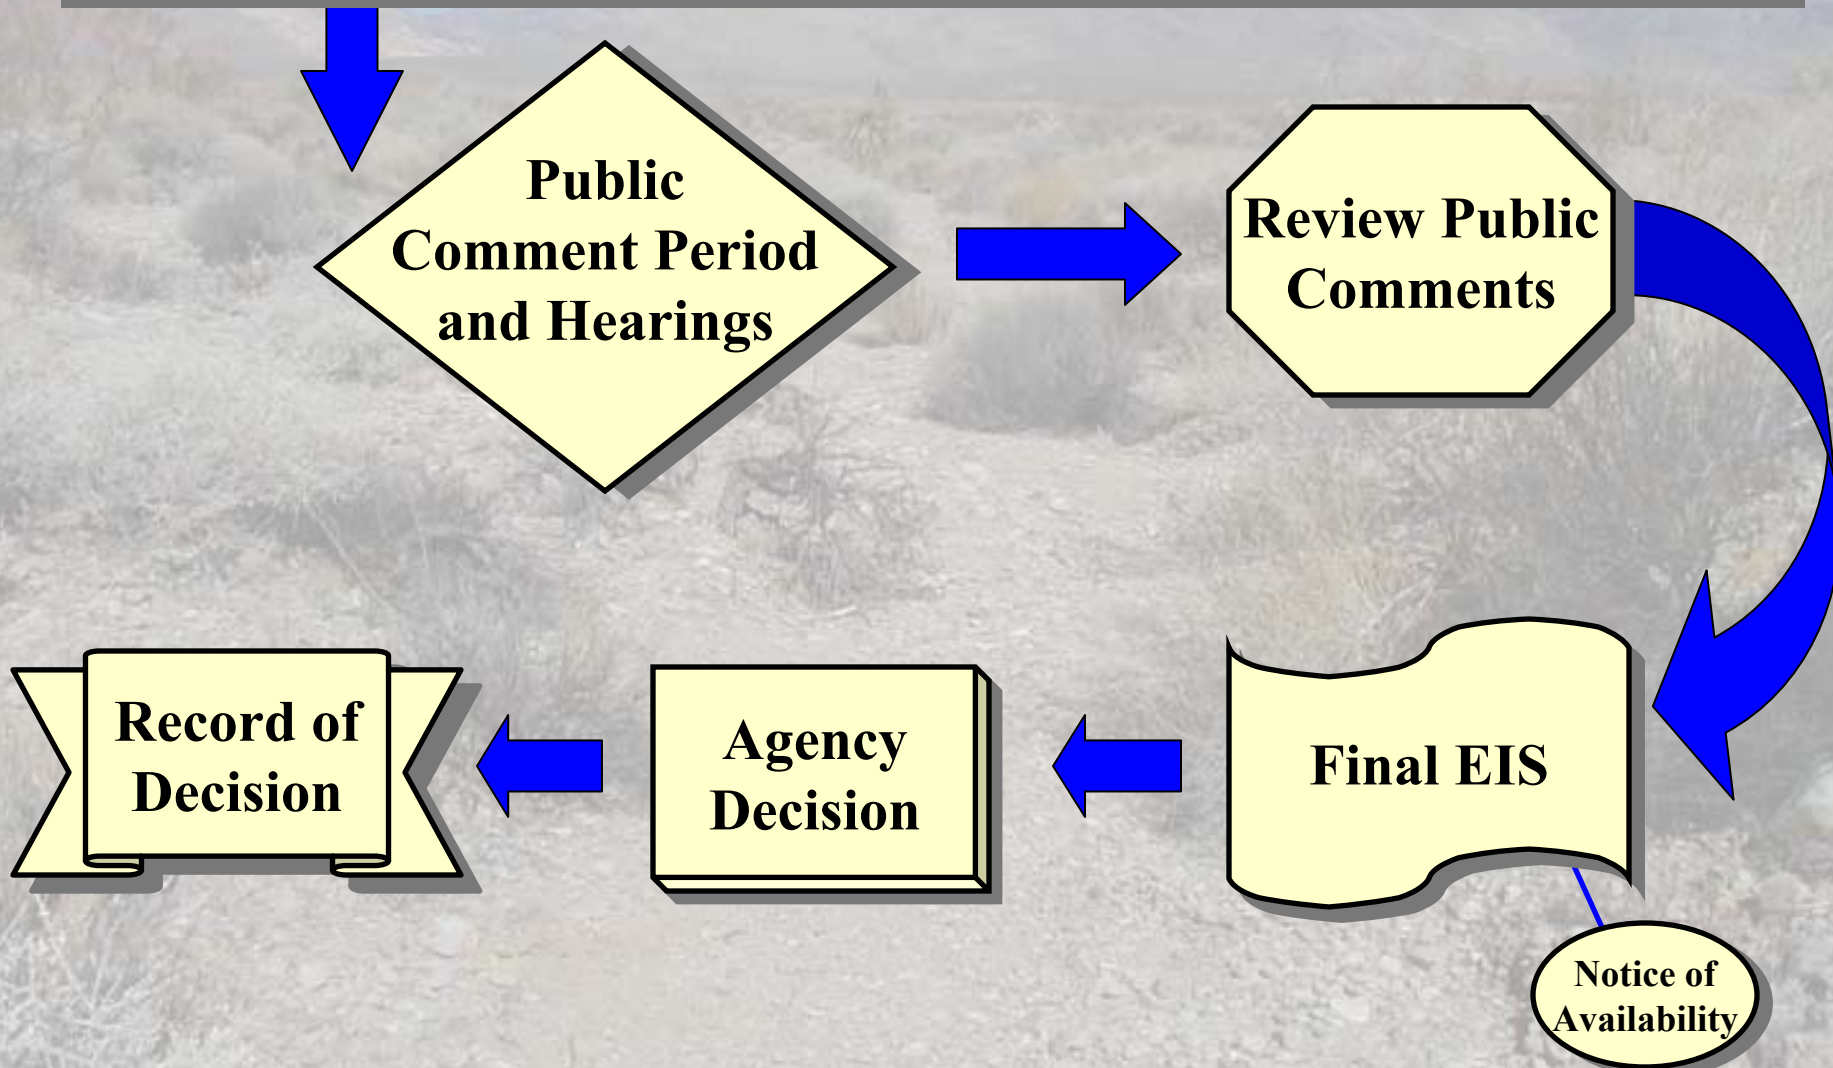 Public
Comment Period
and Hearings
Review Public
Comments
Record of
Decision
Agency
Decision
Final EIS
Notice of
Availability